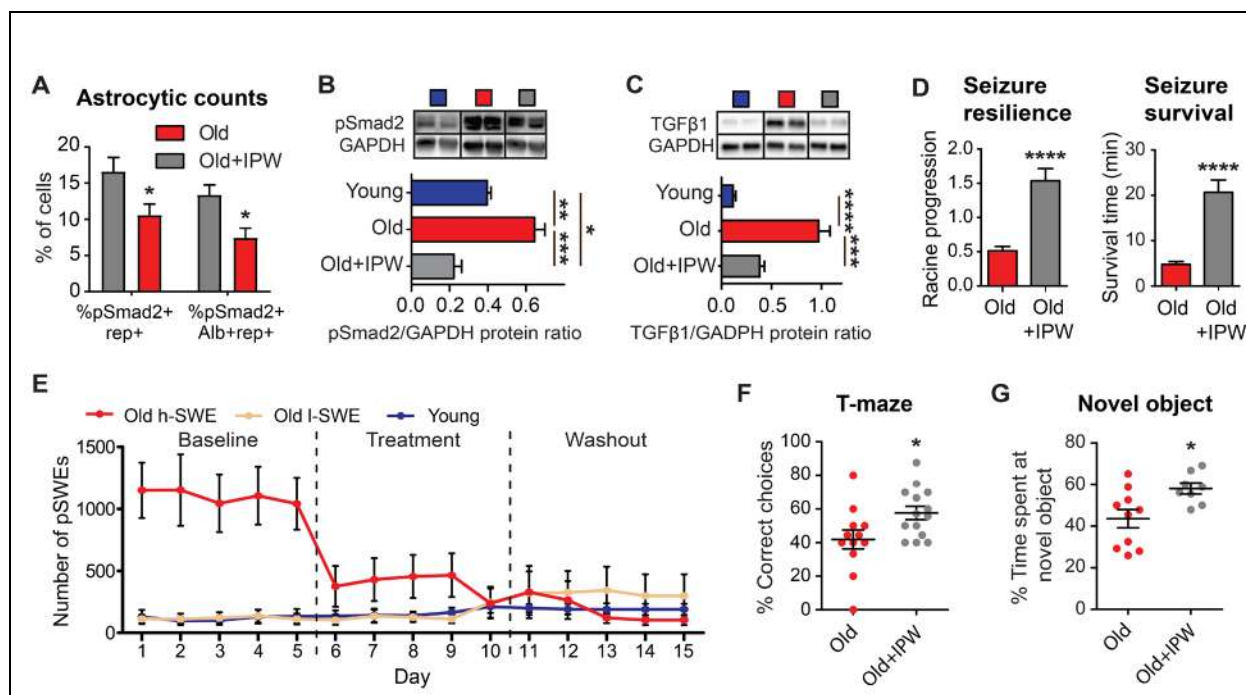 A
Astrocytic counts
Old
Old+IPW
20
15
10
5
0
% of cells
*
*
%pSmad2+
rep+
%pSmad2+
Alb+rep+
B
pSmad2
GAPDH
Young
Old
Old+IPW
**
***
*
0.0 0.2 0.4 0.6
pSmad2/GAPDH protein ratio
C
TGFβ1
GAPDH
Young
Old
Old+IPW
****
***
0.0 0.5 1.0
TGFβ1/GADPH protein ratio
D
Seizure
resilience
2.0
1.5
1.0
0.5
0.0
Racine progression
****
Old Old
+IPW
Seizure
survival
30
20
10
0
Survival time (min)
****
Old Old
+IPW
E
Old h-SWE Old l-SWE Young
Baseline Treatment Washout
1500
1000
500
0
Number of pSWEs
1 2 3 4 5 6 7 8 9 10 11 12 13 14 15
Day
F
T-maze
100
80
60
40
20
0
% Correct choices
*
Old
Old+IPW
G
Novel object
80
60
40
20
0
% Time spent at
novel object
*
Old
Old+IPW